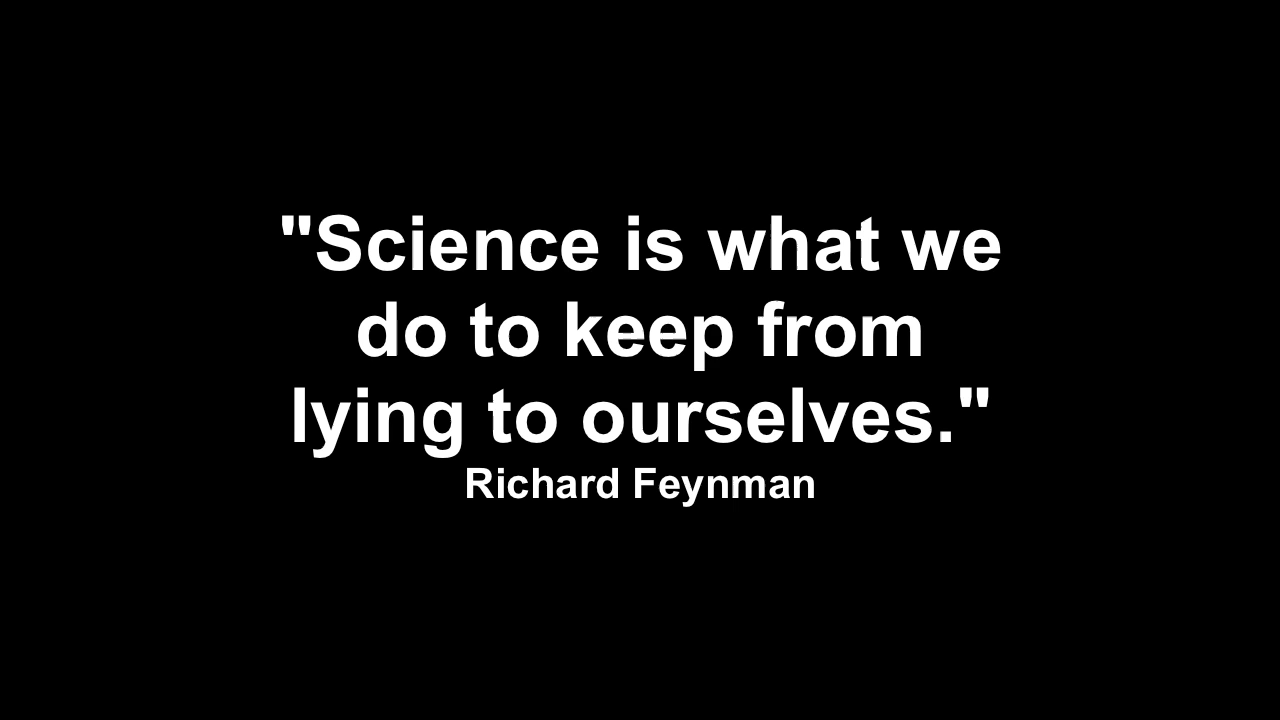 "Science is what we
do to keep from
lying to ourselves."
Richard Feynman